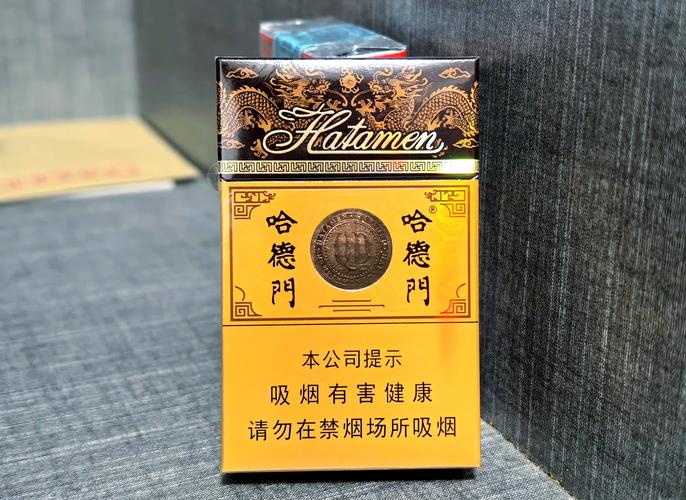 Hatamen
哈德門
哈德門®
本公司提示
吸烟有害健康
请勿在禁烟场所吸烟